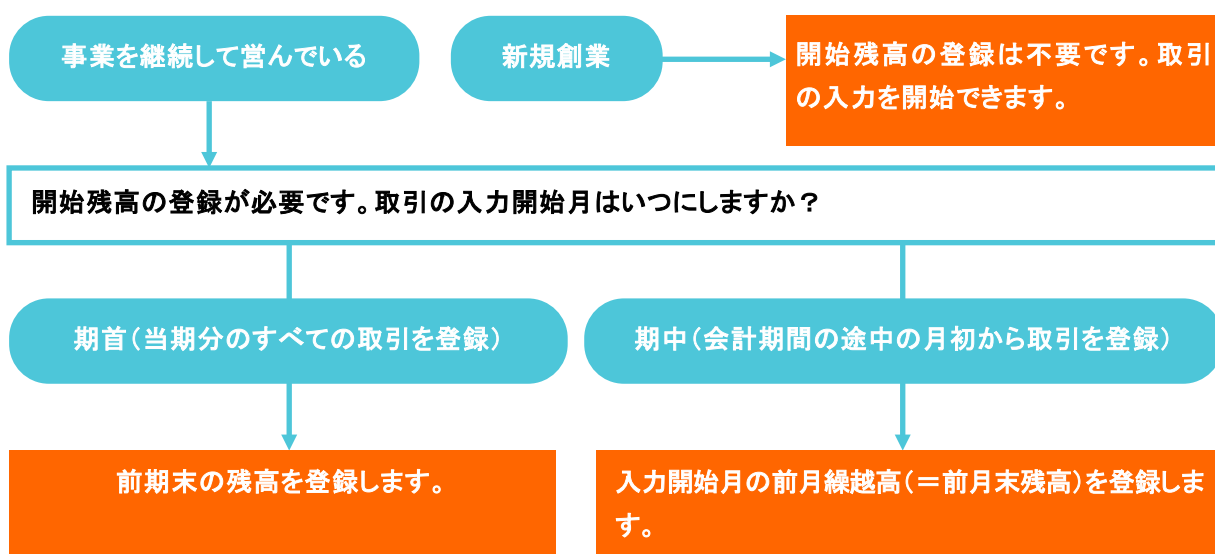 事業を継続して営んでいる
新規創業
開始残高の登録は不要です。取引
の入力を開始できます。
開始残高の登録が必要です。取引の入力開始月はいつにしますか？
期首（当期分のすべての取引を登録）
期中（会計期間の途中の月初から取引を登録）
前期末の残高を登録します。
入力開始月の前月繰越高（＝前月末残高）を登録しま
す。